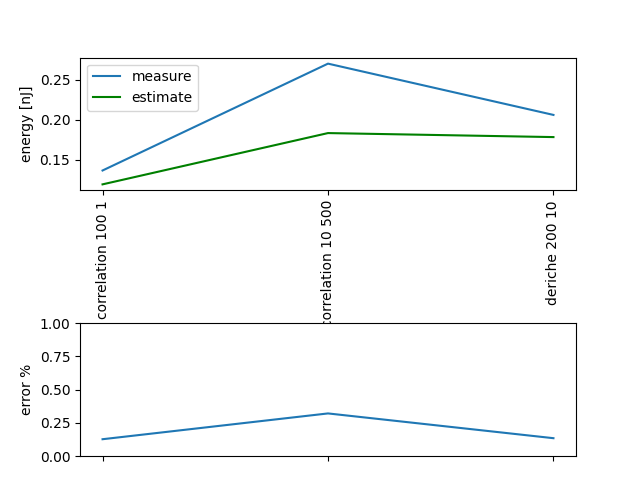 energy [nJ]
0.25
0.20
0.15
measure
estimate
correlation 100 1
correlation 10 500
deriche 200 10
error %
1.00
0.75
0.50
0.25
0.00